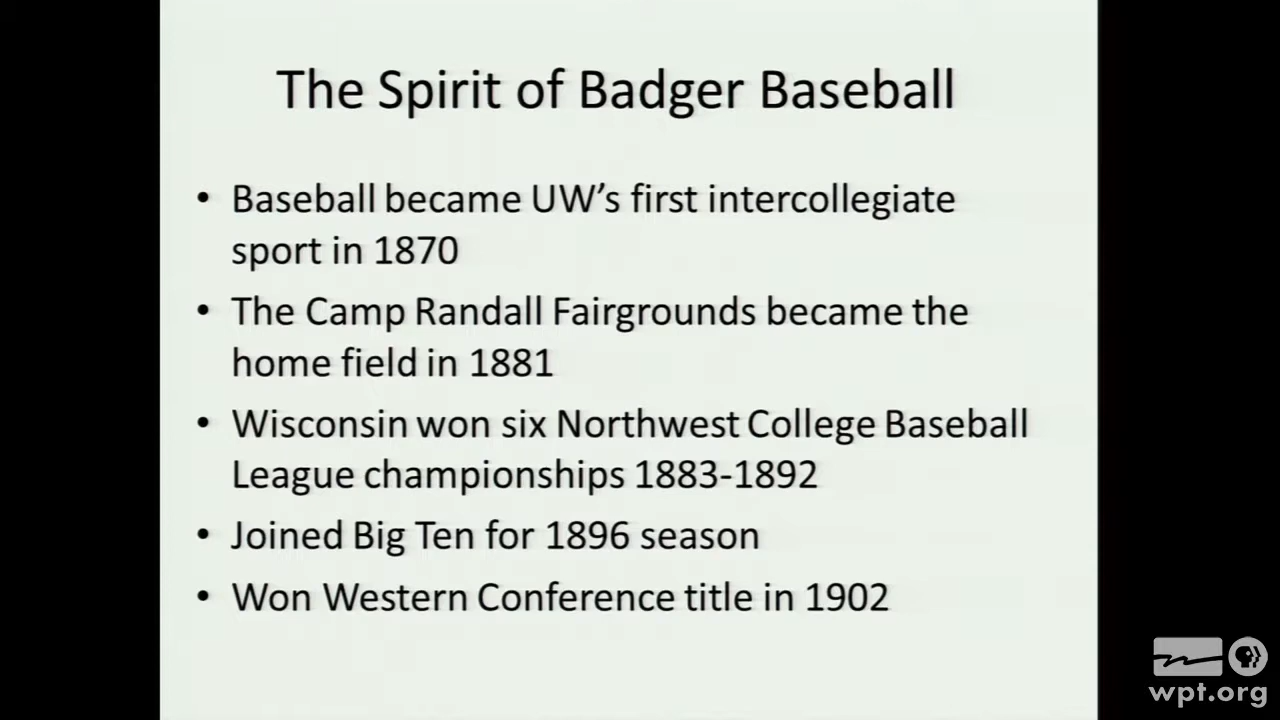 The Spirit of Badger Baseball
• Baseball became UW’s first intercollegiate
sport in 1870
• The Camp Randall Fairgrounds became the
home field in 1881
• Wisconsin won six Northwest College Baseball
League championships 1883-1892
• Joined Big Ten for 1896 season
• Won Western Conference title in 1902
wpt.org